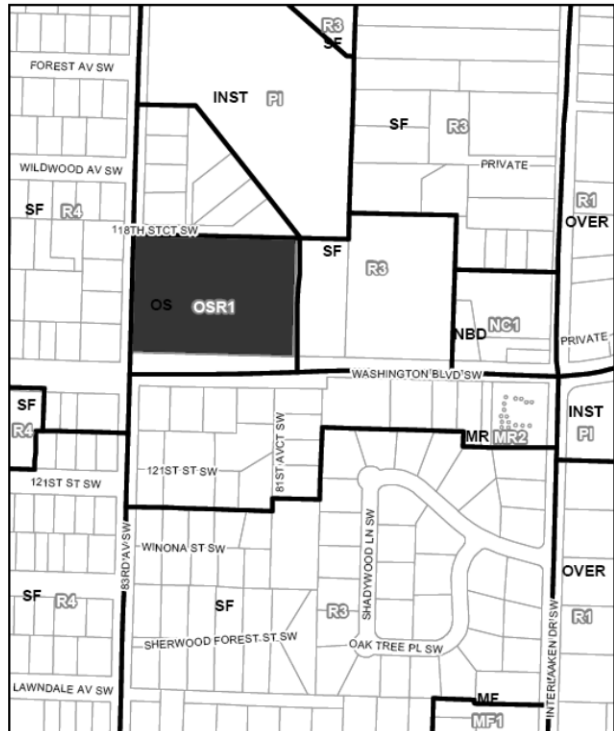 R3
SF
FOREST AV SW
INST PI
SF R3
WILDWOOD AV SW
PRIVATE
R1
SF R4
OVER
118TH STCT SW
SF
R3
OS OSR1
NC1
NBD
PRIVATE
WASHINGTON BLVD SW
SF
R4
INST
PI
MR MR2
81ST AVCT SW
121ST ST SW
121ST ST SW
83RD AV SW
WINONA ST SW
SHADYWOOD LN SW
OVER
SF R4
SF
R3
R1
SHERWOOD FOREST ST SW
OAK TREE PL SW
INTERLAAKEN DR SW
LAWNDALE AV SW
MF
MF1